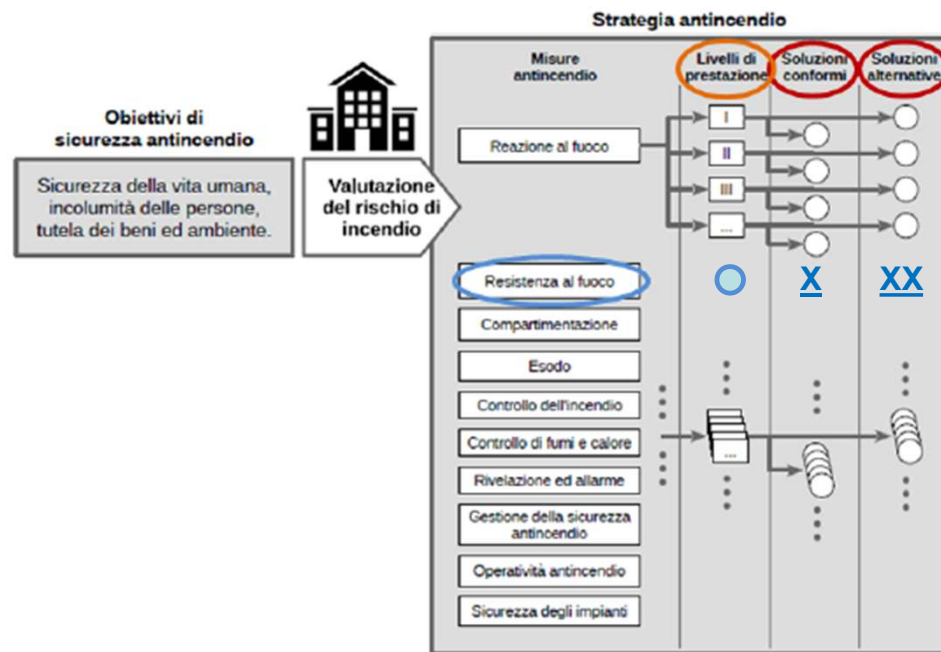 Strategia antincendio
Obiettivi di
sicurezza antincendio
Sicurezza della vita umana,
incolumità delle persone,
tutela dei beni ed ambiente.
Valutazione
del rischio di
incendio
Misure
antincendio
Livelli di
prestazione
Soluzioni
conformi
Soluzioni
alternative
Reazione al fuoco
I
II
III
...
Resistenza al fuoco
X
XX
Compartimentazione
Esodo
Controllo dell'incendio
Controllo di fumi e calore
...
Rivelazione ed allarme
Gestione della sicurezza
antincendio
Operatività antincendio
Sicurezza degli impianti